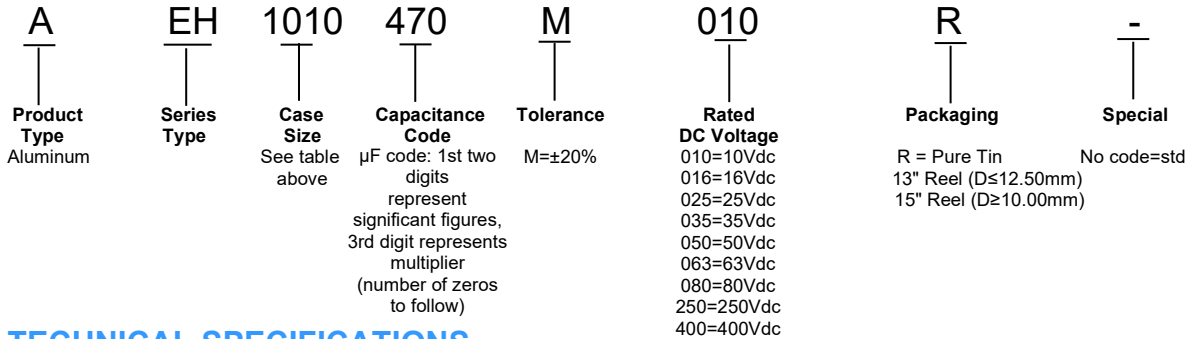 A EH 1010 470 M 010 R -
Product Type
Aluminum
Series Type
Case Size
See table
above
Capacitance Code
µF code: 1st two
digits
represent
significant figures,
3rd digit represents
multiplier
(number of zeros
to follow)
Tolerance
M=±20%
Rated
DC Voltage
010=10Vdc
016=16Vdc
025=25Vdc
035=35Vdc
050=50Vdc
063=63Vdc
080=80Vdc
250=250Vdc
400=400Vdc
Packaging
R = Pure Tin
13" Reel (D≤12.50mm)
15" Reel (D≥10.00mm)
Special
No code=std
TECHNICAL SPECIFICATIONS